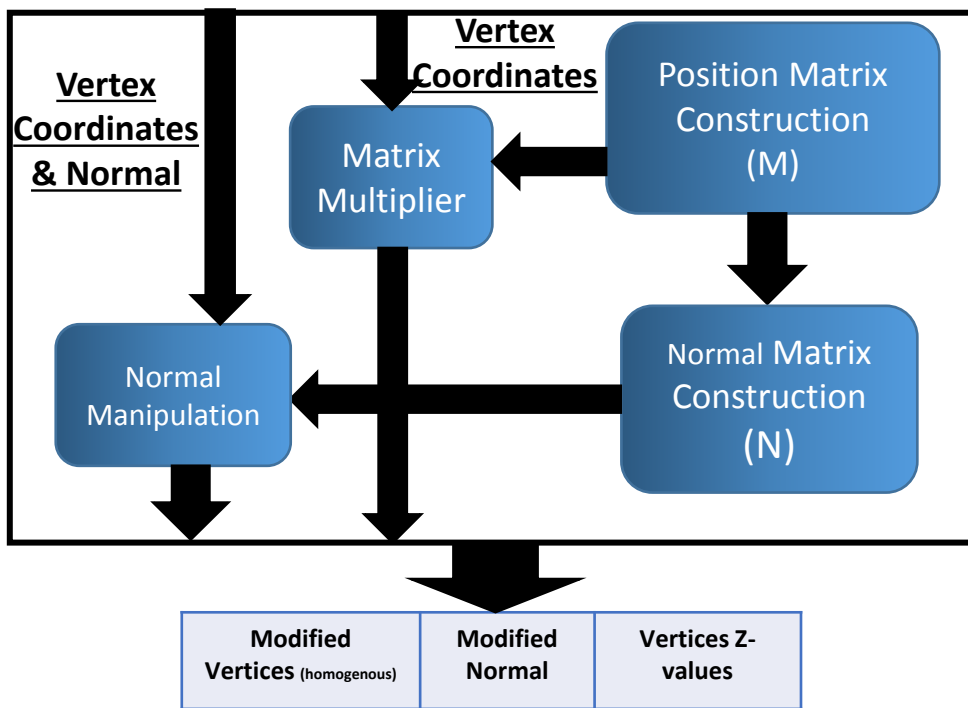 Vertex
Coordinates
& Normal
Vertex
Coordinates
Position Matrix
Construction
(M)
Matrix
Multiplier
Normal
Manipulation
Normal Matrix
Construction
(N)
Modified
Vertices (homogenous)
Modified
Normal
Vertices Z-
values